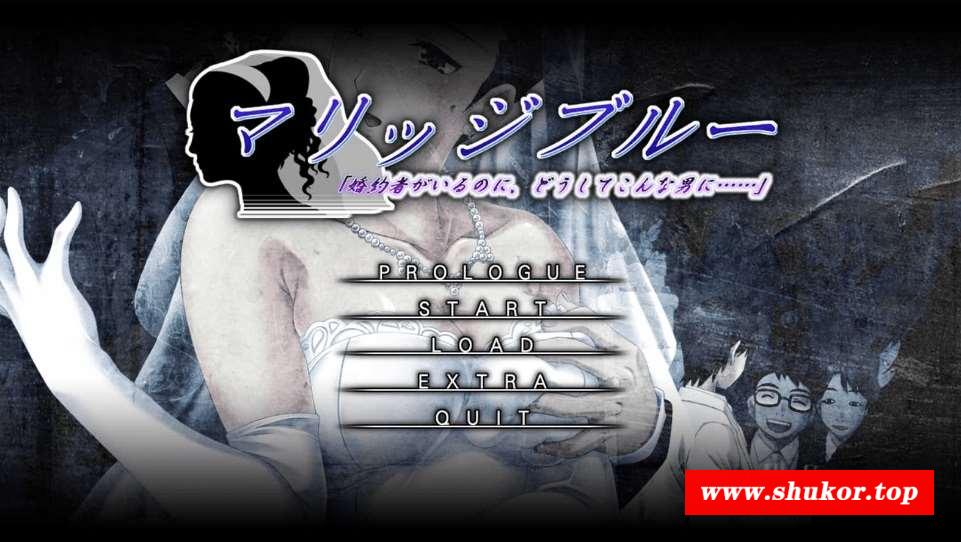 マリッジブルー
「婚約者がいるのに、どうしてこんな男に……」
PROLOGUE
START
LOAD
EXTRA
QUIT
www.shukor.top